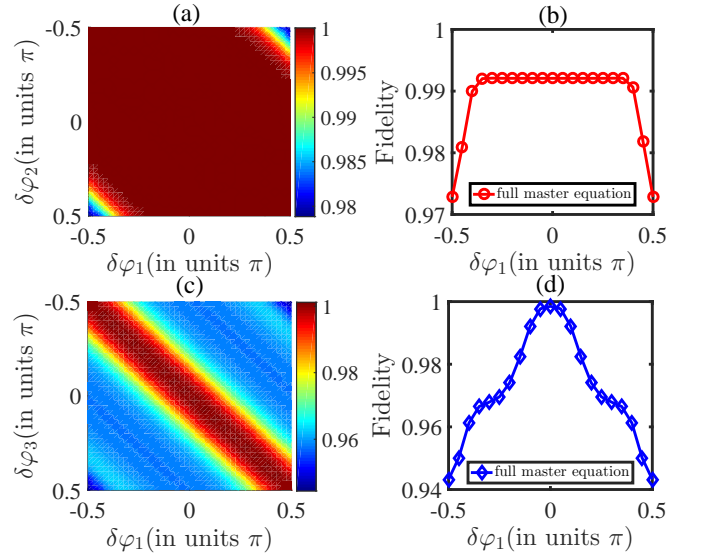 (a)
-0.5
0
0.5
δφ₂(in units π)
-0.5
0
0.5
δφ₁(in units π)
1
0.995
0.99
0.985
0.98
(b)
1
0.99
0.98
0.97
Fidelity
full master equation
-0.5
0
0.5
δφ₁(in units π)
(c)
-0.5
0
0.5
δφ₃(in units π)
-0.5
0
0.5
δφ₁(in units π)
1
0.98
0.96
(d)
1
0.98
0.96
0.94
Fidelity
full master equation
-0.5
0
0.5
δφ₁(in units π)